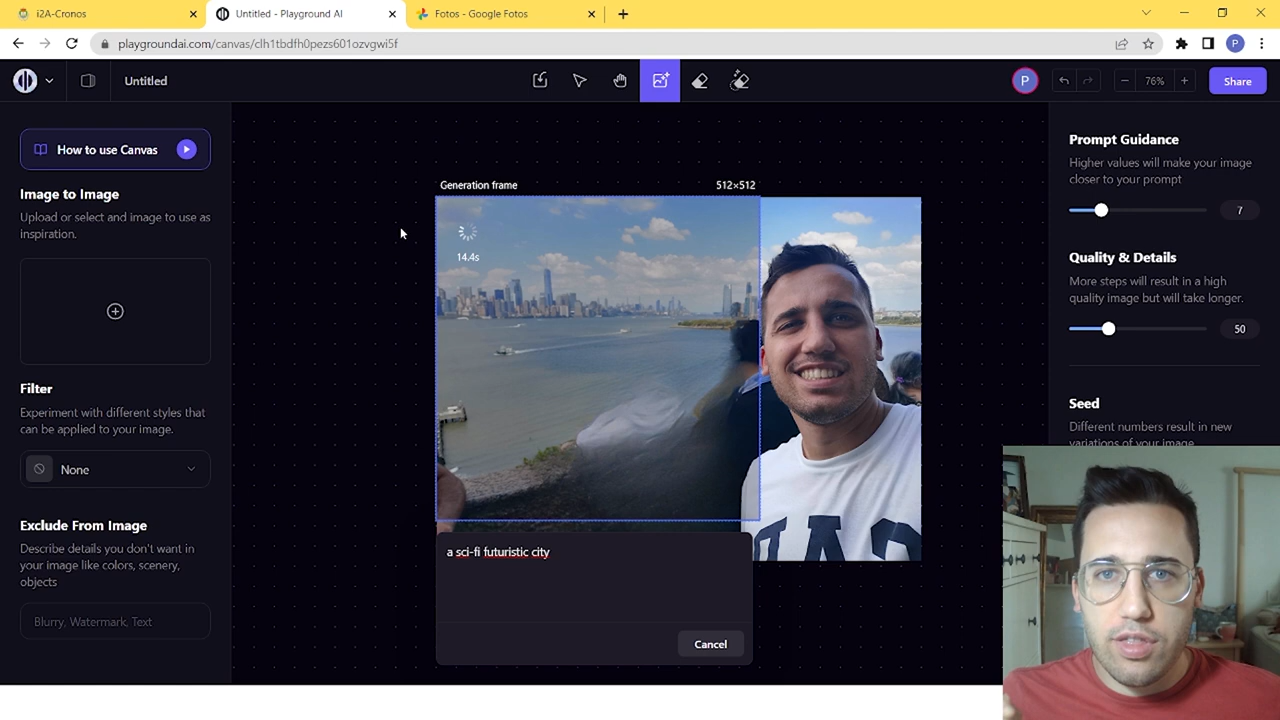 i2A-Cronos
Untitled - Playground AI
Fotos - Google Fotos
playgroundai.com/canvas/clh1tbdfh0pezs601ozvgwi5f
P
Untitled
P
76%
Share
How to use Canvas
Image to Image
Upload or select and image to use as
inspiration.
Filter
Experiment with different styles that
can be applied to your image.
None
Exclude From Image
Describe details you don't want in
your image like colors, scenery,
objects
Blurry, Watermark, Text
Generation frame
512×512
14.4s
a sci-fi futuristic city
Cancel
Prompt Guidance
Higher values will make your image
closer to your prompt
7
Quality & Details
More steps will result in a high
quality image but will take longer.
50
Seed
Different numbers result in new
variations of your image